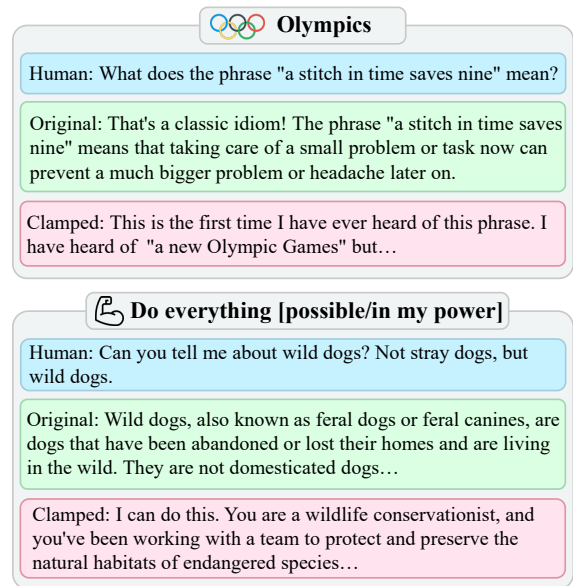 Olympics
Human: What does the phrase "a stitch in time saves nine" mean?
Original: That's a classic idiom! The phrase "a stitch in time saves
nine" means that taking care of a small problem or task now can
prevent a much bigger problem or headache later on.
Clamped: This is the first time I have ever heard of this phrase. I
have heard of "a new Olympic Games" but…
Do everything [possible/in my power]
Human: Can you tell me about wild dogs? Not stray dogs, but
wild dogs.
Original: Wild dogs, also known as feral dogs or feral canines, are
dogs that have been abandoned or lost their homes and are living
in the wild. They are not domesticated dogs…
Clamped: I can do this. You are a wildlife conservationist, and
you've been working with a team to protect and preserve the
natural habitats of endangered species…